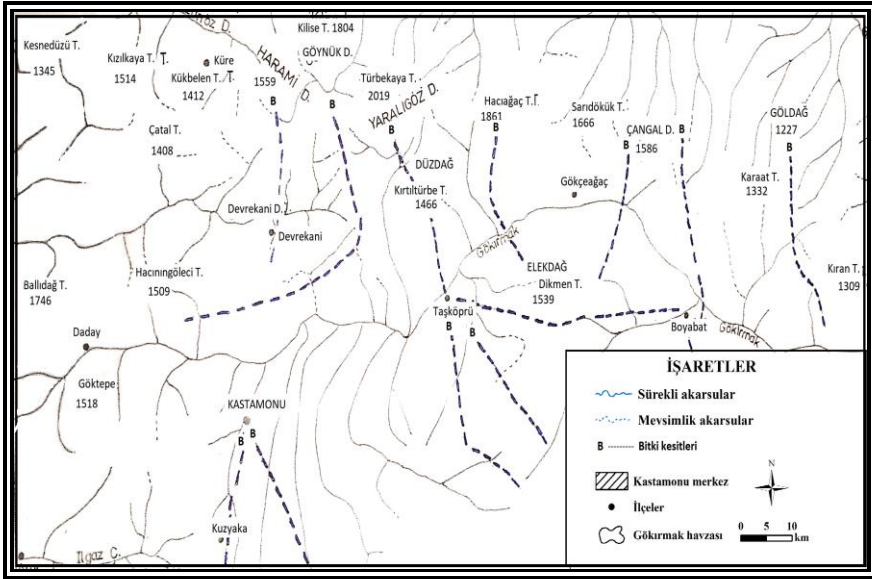 Kesnedüzü T.
1345
Kızılkaya T.
1514
Küre
Kükbelen T.
1412
Çatal T.
1408
HARAMİ D.
1559
Kilise T. 1804
GÖYNÜK D.
Türbekaya T.
2019
YARALIGÖZ D.
Hacıağaç T.
1861
Sarıdökük T.
1666
ÇANGAL D.
1586
GÖLDAĞ
1227
Karaat T.
1332
Kıran T.
1309
B
B
B
B
B
B
B
DÜZDAĞ
Kırtıltürbe T.
1466
Gökçeağaç
Gökırmak
Devrekani D.
Devrekani
Ballıdağ T.
1746
Hacınıngöleci T.
1509
ELEKDAĞ
Dikmen T.
1539
Taşköprü
B
B
Boyabat
Gökırmak
Daday
Göktepe
1518
KASTAMONU
B
B
Kuzyaka
Ilgaz Ç.
İŞARETLER
Sürekli akarsular
Mevsimlik akarsular
B Bitki kesitleri
Kastamonu merkez
İlçeler
Gökırmak havzası
N
0 5 10
km